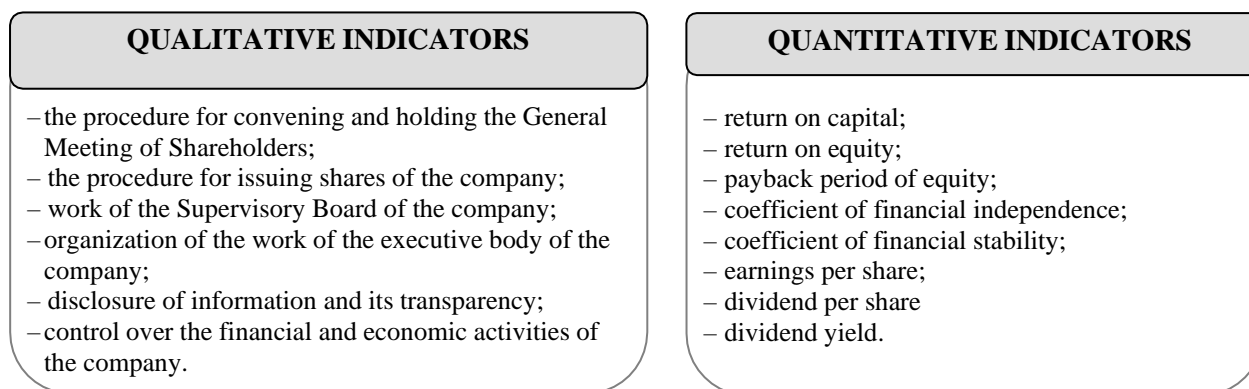 QUALITATIVE INDICATORS
– the procedure for convening and holding the General
Meeting of Shareholders;
– the procedure for issuing shares of the company;
– work of the Supervisory Board of the company;
– organization of the work of the executive body of the
company;
– disclosure of information and its transparency;
– control over the financial and economic activities of
the company.
QUANTITATIVE INDICATORS
– return on capital;
– return on equity;
– payback period of equity;
– coefficient of financial independence;
– coefficient of financial stability;
– earnings per share;
– dividend per share
– dividend yield.